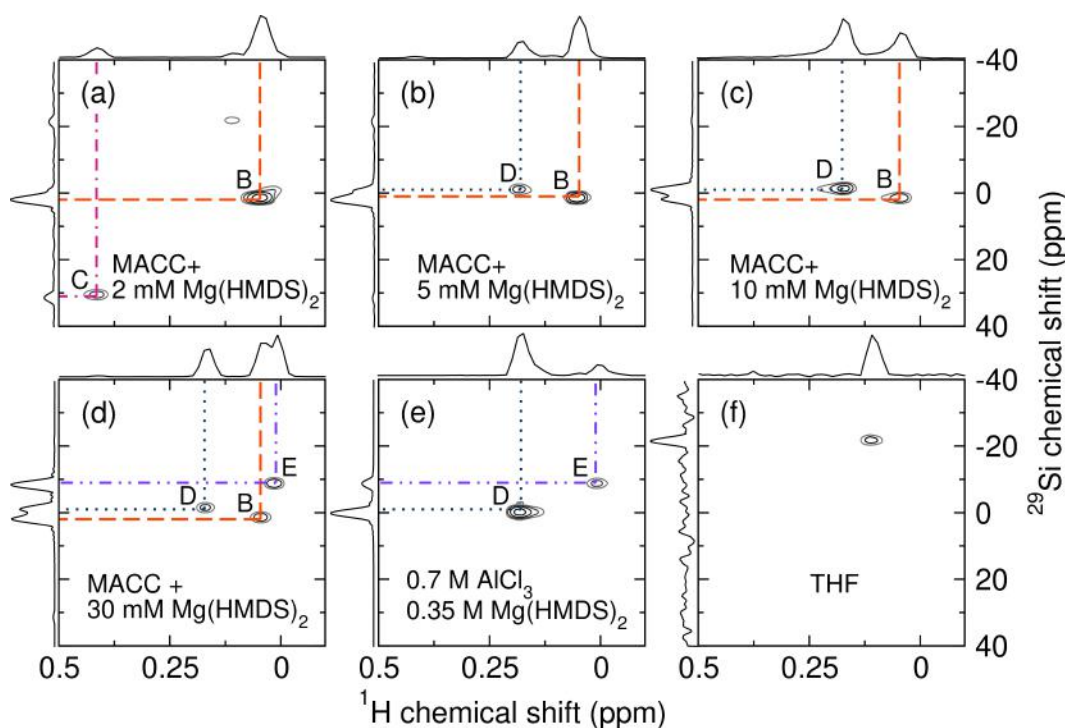 (a)
B
C
MACC+
2 mM Mg(HMDS)2
(b)
D
B
MACC+
5 mM Mg(HMDS)2
(c)
D
B
MACC+
10 mM Mg(HMDS)2
-40
-20
0
20
40
(d)
E
D
B
MACC +
30 mM Mg(HMDS)2
(e)
E
D
0.7 M AlCl3
0.35 M Mg(HMDS)2
(f)
THF
-40
-20
0
20
40
29Si chemical shift (ppm)
0.5 0.25 0 0.5 0.25 0 0.5 0.25 0
1H chemical shift (ppm)